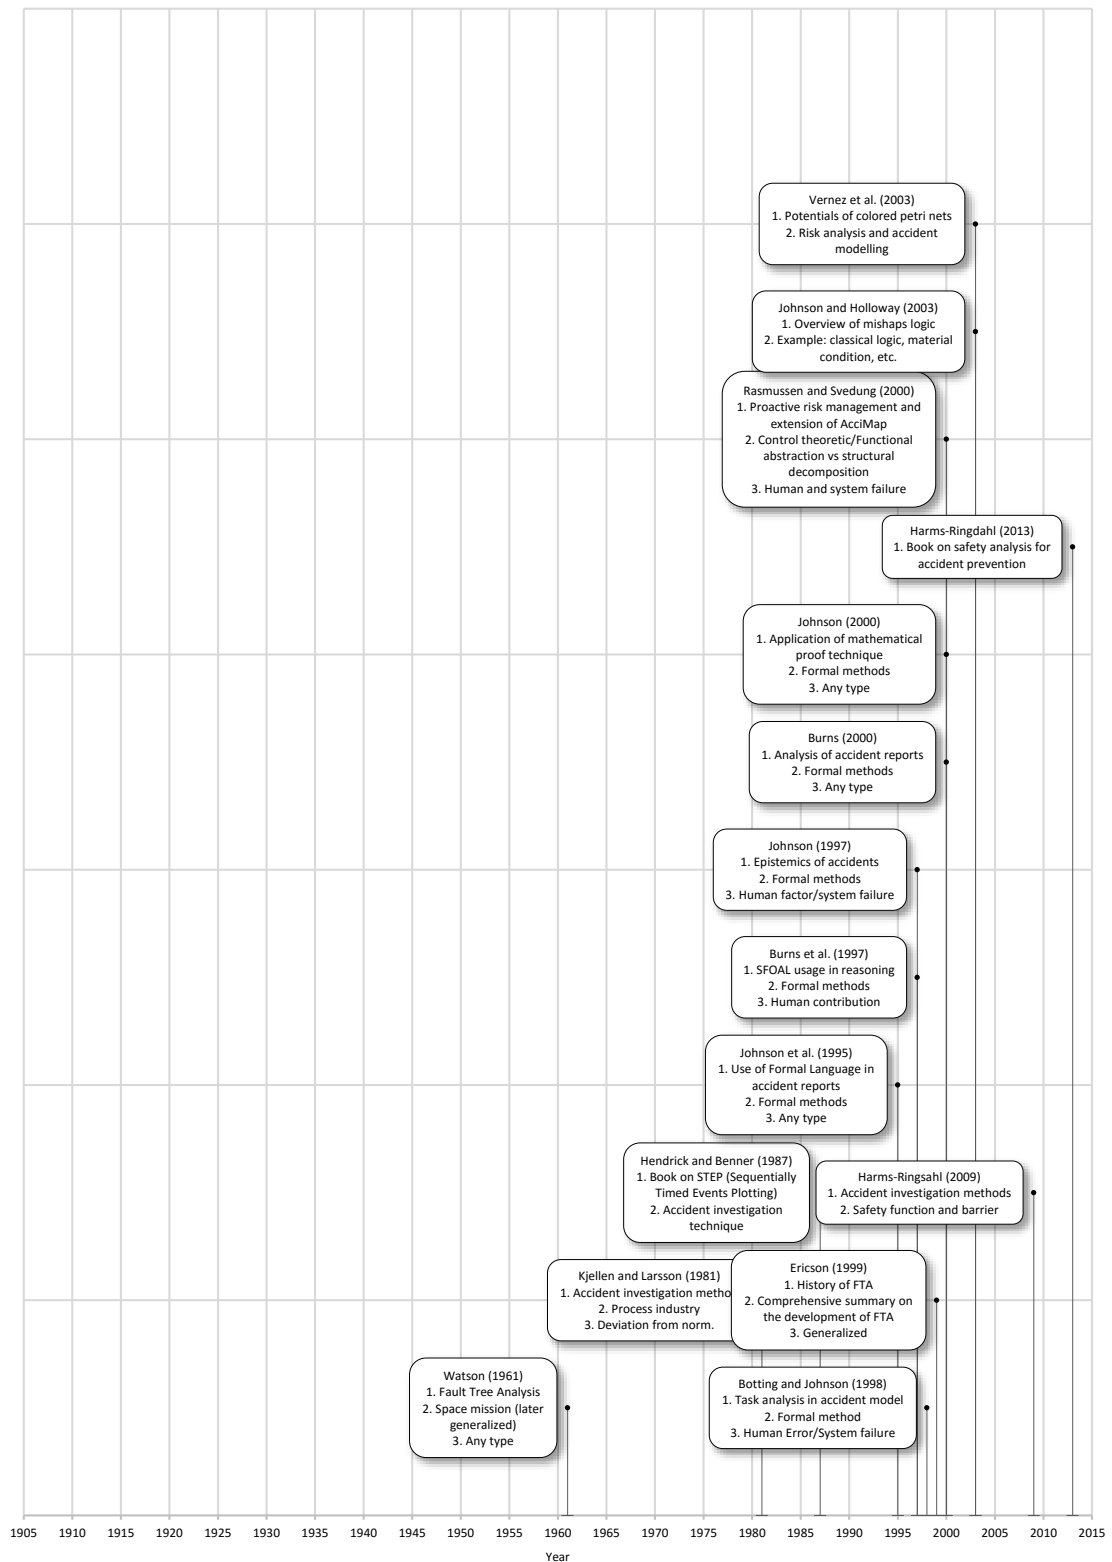 Vernez et al. (2003)
1. Potentials of colored petri nets
2. Risk analysis and accident
modelling
Johnson and Holloway (2003)
1. Overview of mishaps logic
2. Example: classical logic, material
condition, etc.
Rasmussen and Svedung (2000)
1. Proactive risk management and
extension of AcciMap
2. Control theoretic/Functional
abstraction vs structural
decomposition
3. Human and system failure
Harms-Ringdahl (2013)
1. Book on safety analysis for
accident prevention
Johnson (2000)
1. Application of mathematical
proof technique
2. Formal methods
3. Any type
Burns (2000)
1. Analysis of accident reports
2. Formal methods
3. Any type
Johnson (1997)
1. Epistemics of accidents
2. Formal methods
3. Human factor/system failure
Burns et al. (1997)
1. SFOAL usage in reasoning
2. Formal methods
3. Human contribution
Johnson et al. (1995)
1. Use of Formal Language in
accident reports
2. Formal methods
3. Any type
Hendrick and Benner (1987)
1. Book on STEP (Sequentially
Timed Events Plotting)
2. Accident investigation
technique
Harms-Ringsahl (2009)
1. Accident investigation methods
2. Safety function and barrier
Kjellen and Larsson (1981)
1. Accident investigation metho
2. Process industry
3. Deviation from norm.
Ericson (1999)
1. History of FTA
2. Comprehensive summary on
the development of FTA
3. Generalized
Watson (1961)
1. Fault Tree Analysis
2. Space mission (later
generalized)
3. Any type
Botting and Johnson (1998)
1. Task analysis in accident model
2. Formal method
3. Human Error/System failure
1905 1910 1915 1920 1925 1930 1935 1940 1945 1950 1955 1960 1965 1970 1975 1980 1985 1990 1995 2000 2005 2010 2015
Year